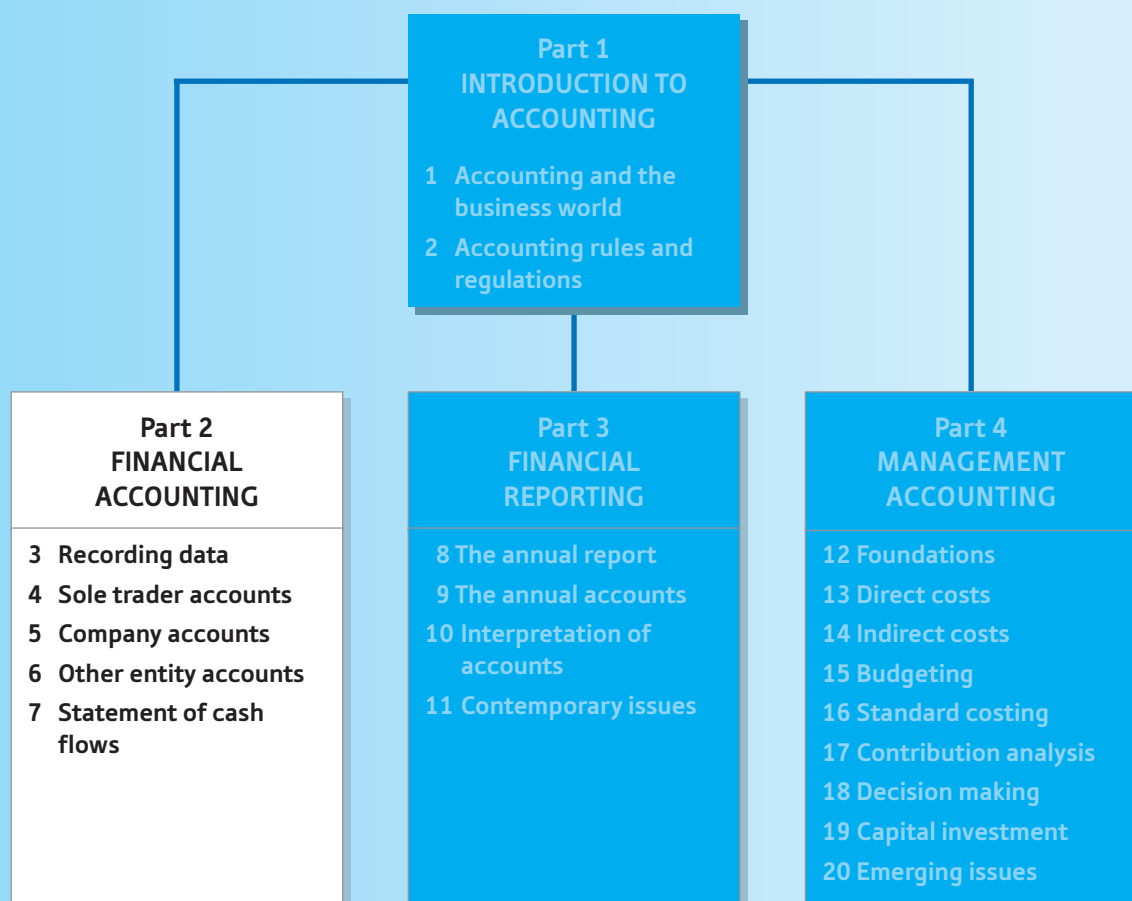 Part 1
INTRODUCTION TO
ACCOUNTING
1 Accounting and the
business world
2 Accounting rules and
regulations
Part 2
FINANCIAL
ACCOUNTING
3 Recording data
4 Sole trader accounts
5 Company accounts
6 Other entity accounts
7 Statement of cash
flows
Part 3
FINANCIAL
REPORTING
8 The annual report
9 The annual accounts
10 Interpretation of
accounts
11 Contemporary issues
Part 4
MANAGEMENT
ACCOUNTING
12 Foundations
13 Direct costs
14 Indirect costs
15 Budgeting
16 Standard costing
17 Contribution analysis
18 Decision making
19 Capital investment
20 Emerging issues